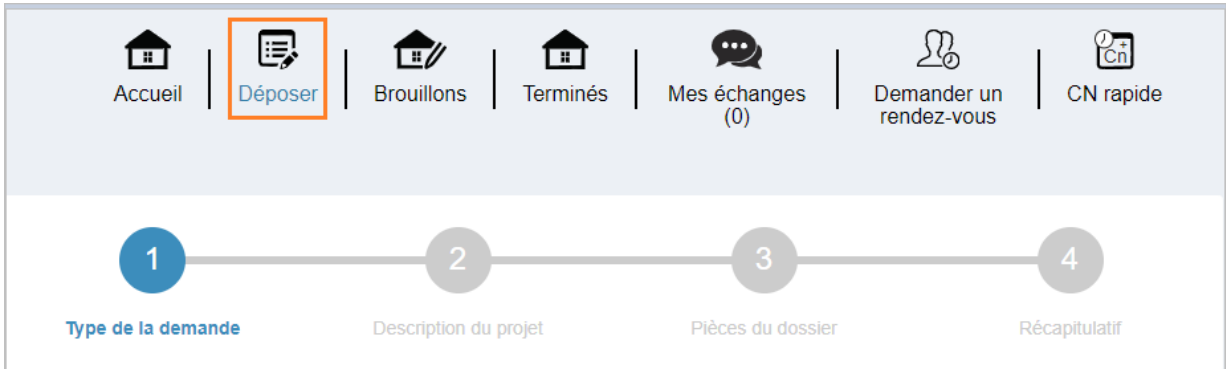 Cn
Accueil
Déposer
Brouillons
Terminés
Mes échanges
(0)
Demander un
rendez-vous
CN rapide
1
2
3
4
Type de la demande
Description du projet
Pièces du dossier
Récapitulatif